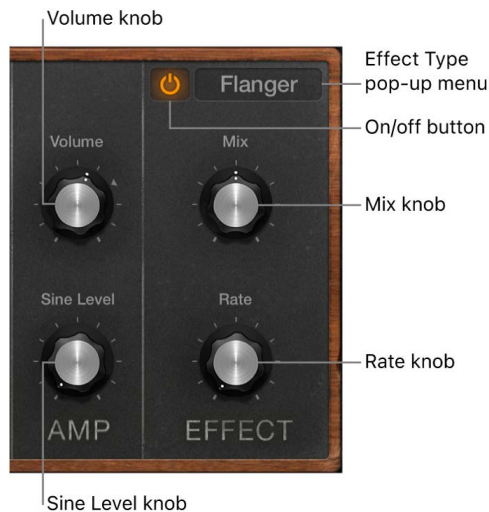 Volume knob
Effect Type
pop-up menu
Flanger
On/off button
Volume
Mix
Mix knob
Sine Level
Rate
Rate knob
AMP
EFFECT
Sine Level knob